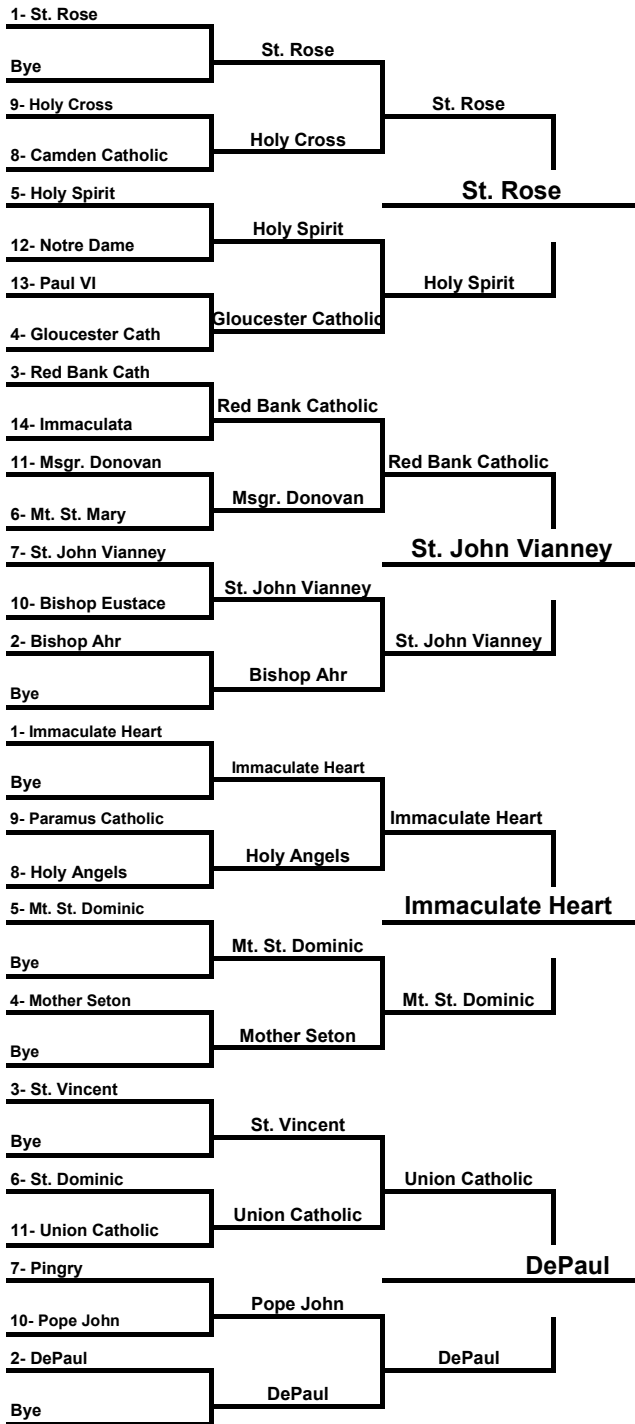 1- St. Rose
St. Rose
Bye
9- Holy Cross
St. Rose
Holy Cross
8- Camden Catholic
5- Holy Spirit
St. Rose
Holy Spirit
12- Notre Dame
13- Paul VI
Holy Spirit
Gloucester Catholic
4- Gloucester Cath
3- Red Bank Cath
Red Bank Catholic
14- Immaculata
11- Msgr. Donovan
Red Bank Catholic
Msgr. Donovan
6- Mt. St. Mary
7- St. John Vianney
St. John Vianney
St. John Vianney
10- Bishop Eustace
2- Bishop Ahr
St. John Vianney
Bishop Ahr
Bye
1- Immaculate Heart
Immaculate Heart
Bye
9- Paramus Catholic
Immaculate Heart
Holy Angels
8- Holy Angels
5- Mt. St. Dominic
Immaculate Heart
Mt. St. Dominic
Bye
4- Mother Seton
Mt. St. Dominic
Mother Seton
Bye
3- St. Vincent
St. Vincent
Bye
6- St. Dominic
Union Catholic
Union Catholic
11- Union Catholic
7- Pingry
DePaul
Pope John
10- Pope John
2- DePaul
DePaul
DePaul
Bye